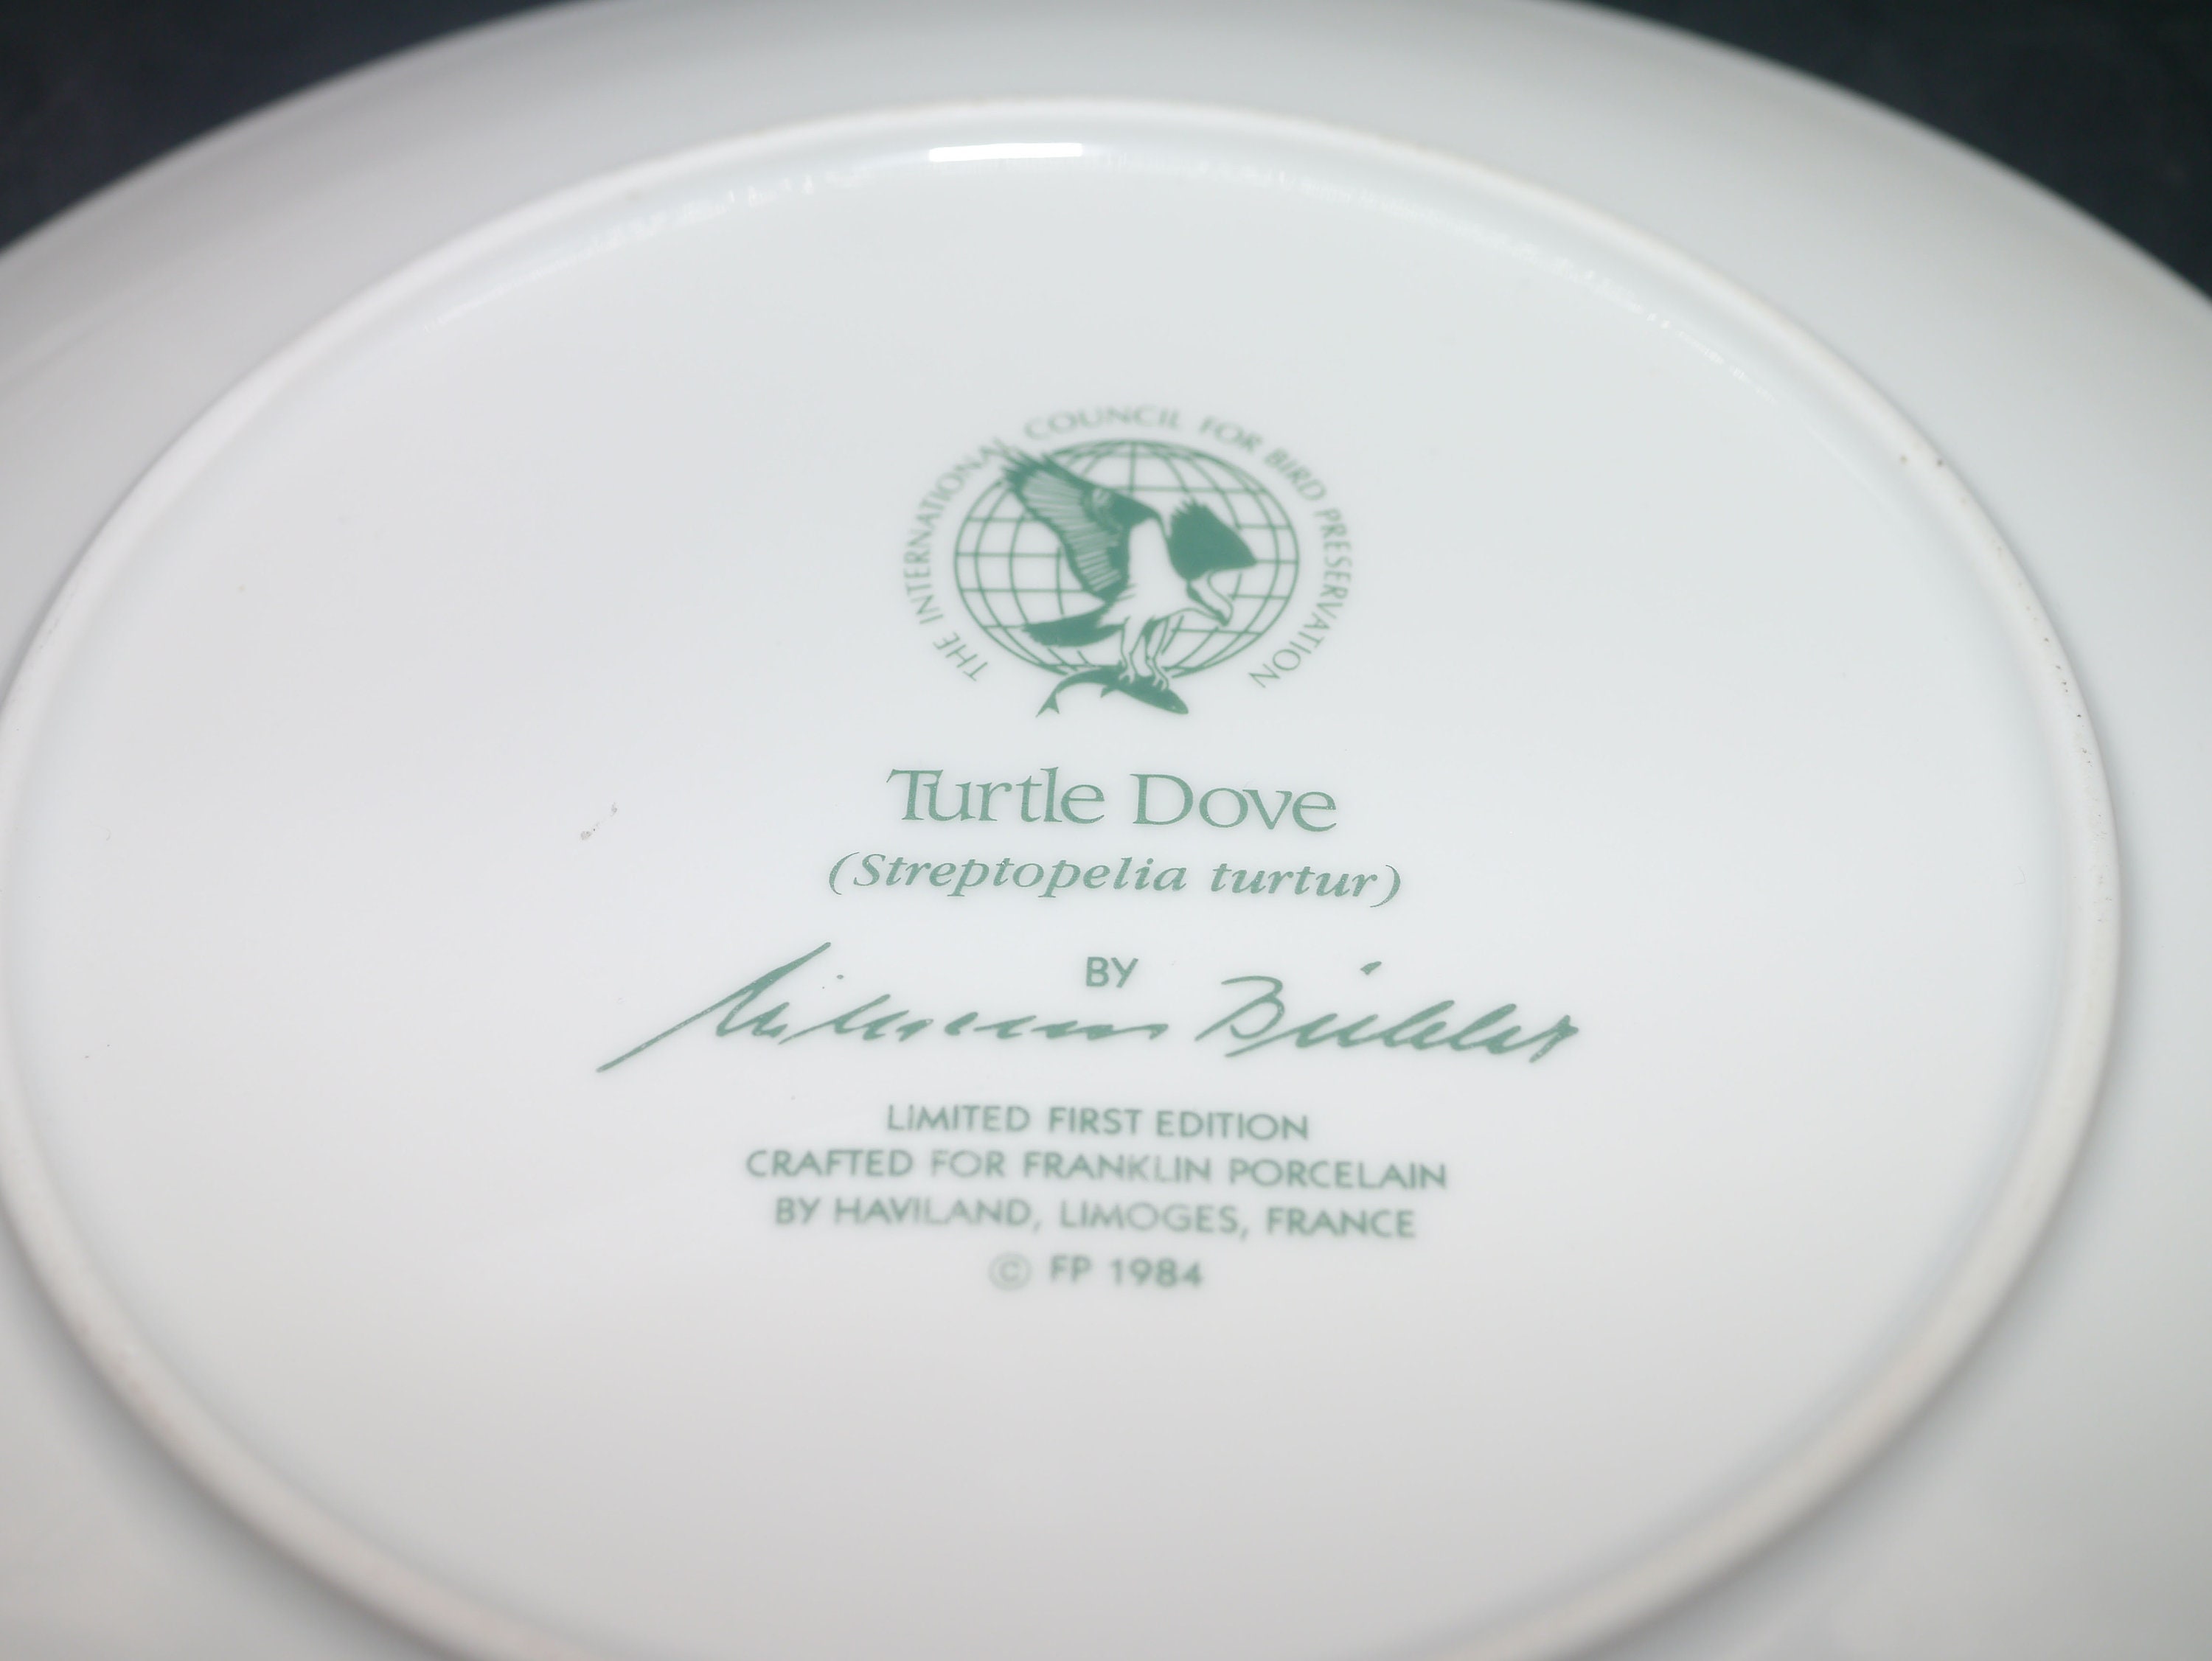 THE INTERNATIONAL COUNCIL FOR BIRD PRESERVATION
Turtle Dove
(Streptopelia turtur)
BY
LIMITED FIRST EDITION
CRAFTED FOR FRANKLIN PORCELAIN
BY HAVILAND, LIMOGES, FRANCE
© FP 1984